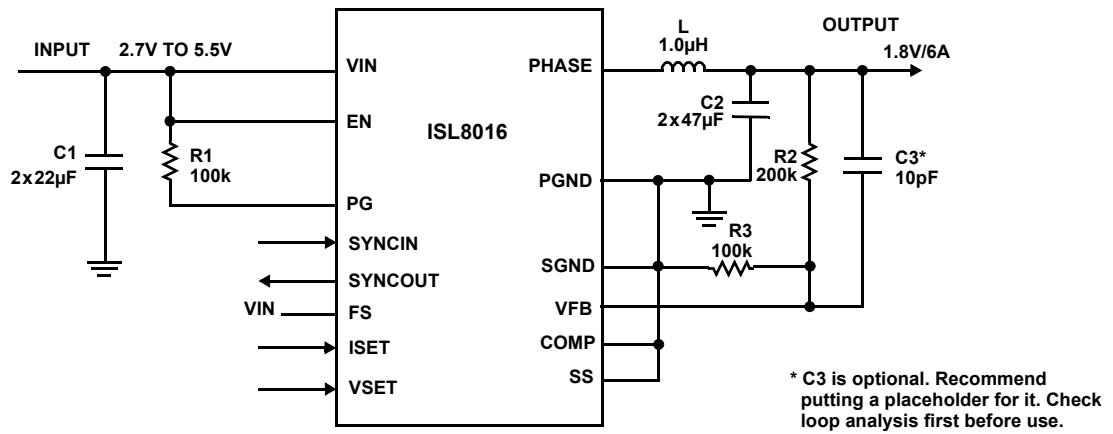 L
OUTPUT
INPUT
2.7V TO 5.5V
1.0µH
1.8V/6A
VIN
PHASE
C2
2x47µF
EN
ISL8016
C1
2x22µF
R1
100k
R2
200k
C3*
10pF
PGND
PG
R3
100k
SYNCIN
SGND
SYNCOUT
VIN
FS
VFB
ISET
COMP
VSET
SS
* C3 is optional. Recommend
putting a placeholder for it. Check
loop analysis first before use.